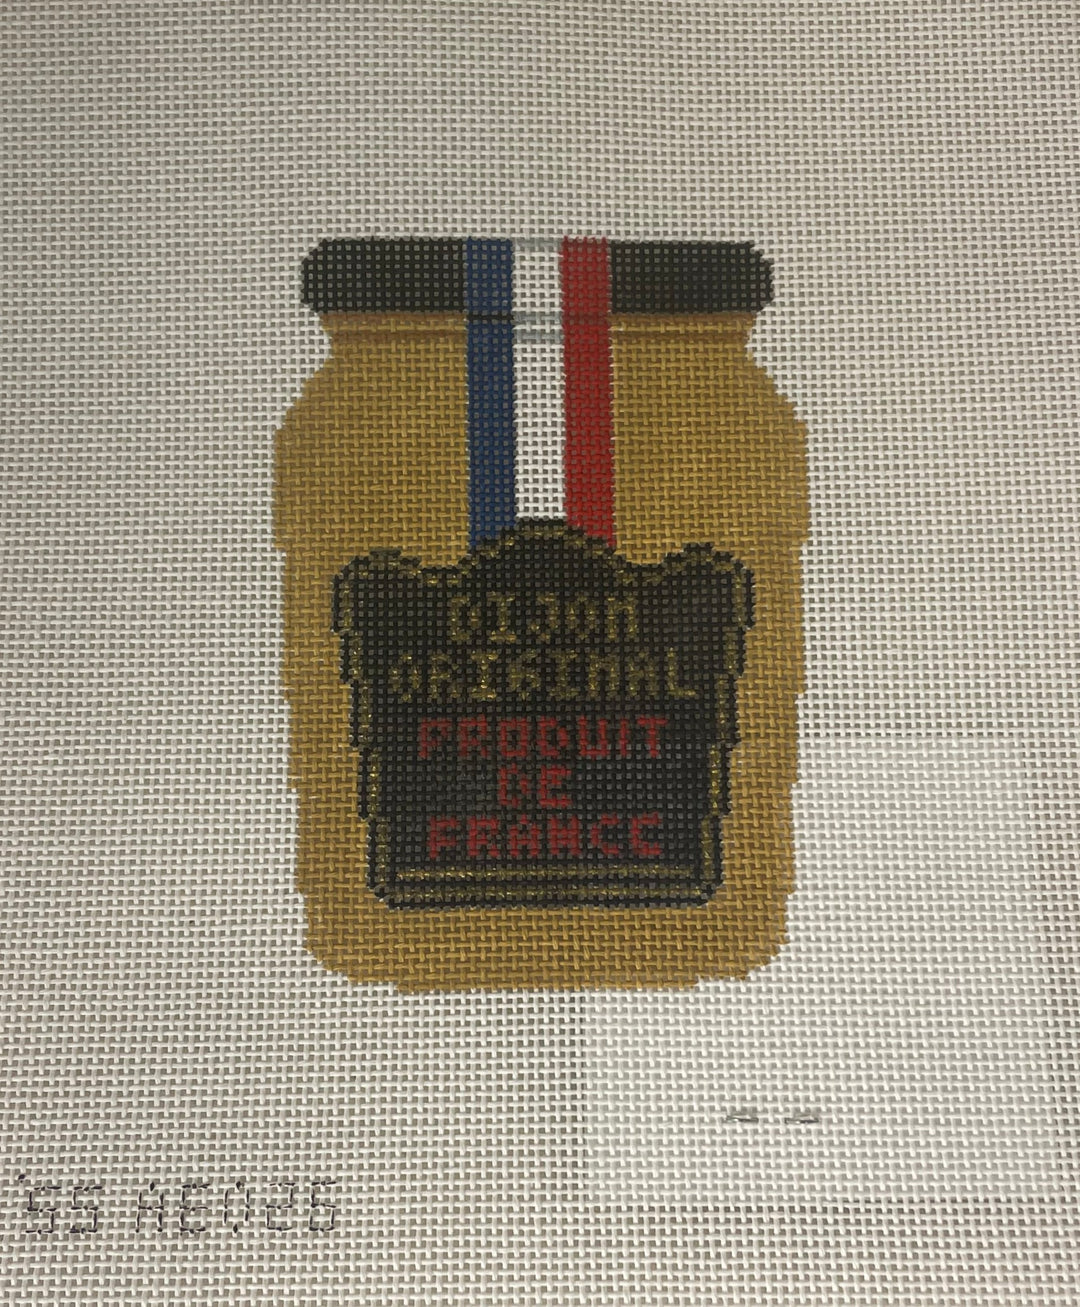 DIJON
ORIGINAL
PRODUIT
DE
FRANCE
SS AE026